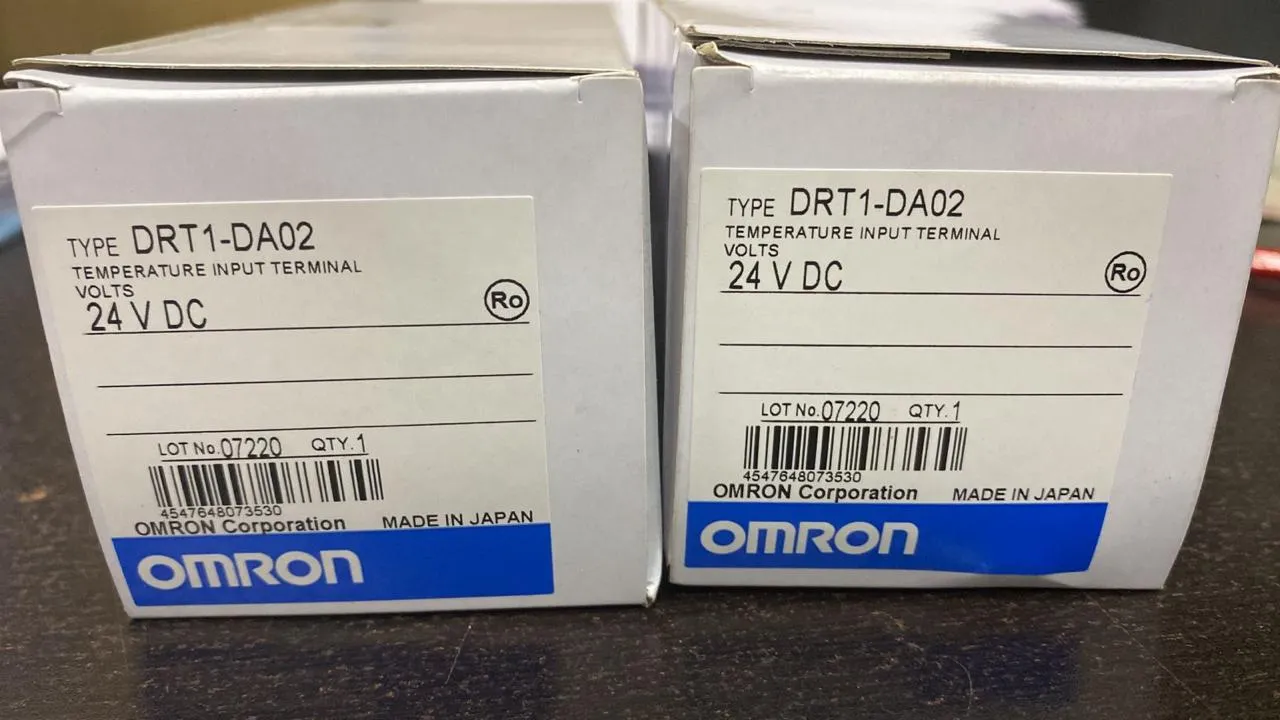 TYPE DRT1-DA02
TEMPERATURE INPUT TERMINAL
VOLTS
24 V DC
Ro
LOT No. 07220 QTY. 1
4547648073530
OMRON Corporation MADE IN JAPAN
OMRON
TYPE DRT1-DA02
TEMPERATURE INPUT TERMINAL
VOLTS
24 V DC
Ro
LOT No. 07220 QTY. 1
4547648073530
OMRON Corporation MADE IN JAPAN
OMRON